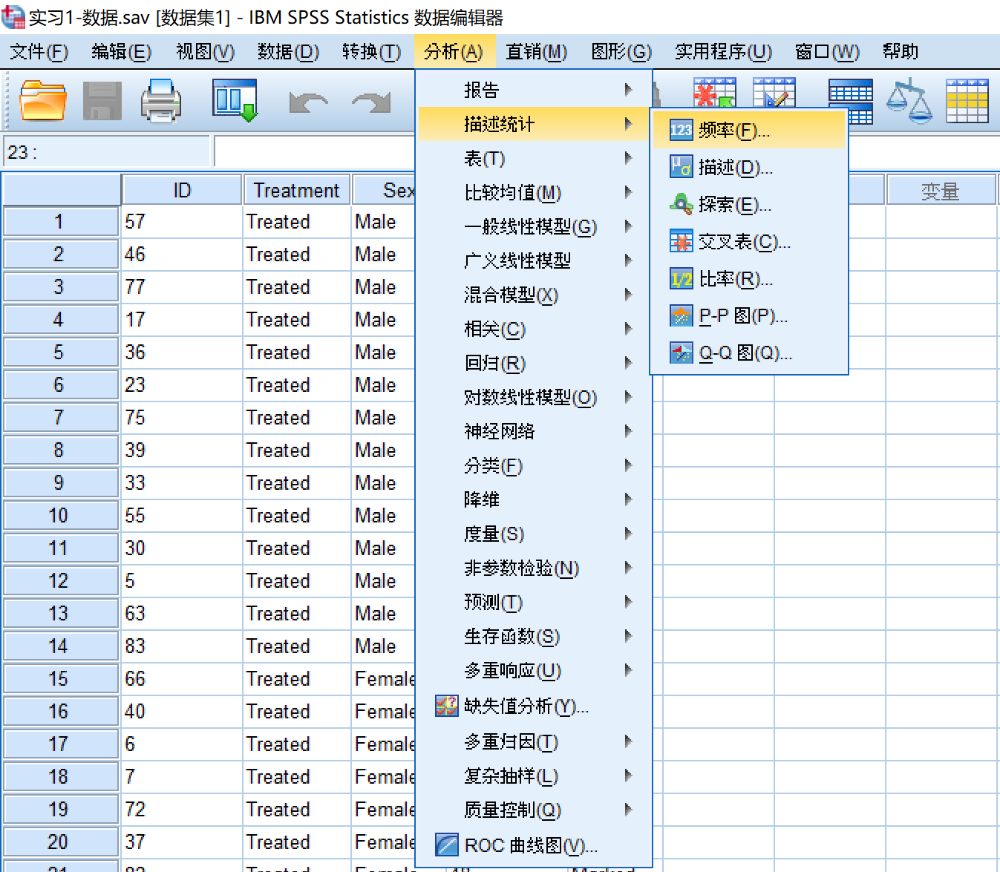 实习1-数据.sav [数据集1] - IBM SPSS Statistics 数据编辑器
文件(F) 编辑(E) 视图(V) 数据(D) 转换(T) 分析(A) 直销(M) 图形(G) 实用程序(U) 窗口(W) 帮助
23 :
ID Treatment Sex 变量
1 57 Treated Male
2 46 Treated Male
3 77 Treated Male
4 17 Treated Male
5 36 Treated Male
6 23 Treated Male
7 75 Treated Male
8 39 Treated Male
9 33 Treated Male
10 55 Treated Male
11 30 Treated Male
12 5 Treated Male
13 63 Treated Male
14 83 Treated Male
15 66 Treated Female
16 40 Treated Female
17 6 Treated Female
18 7 Treated Female
19 72 Treated Female
20 37 Treated Female
报告
描述统计
表(T)
比较均值(M)
一般线性模型(G)
广义线性模型
混合模型(X)
相关(C)
回归(R)
对数线性模型(O)
神经网络
分类(F)
降维
度量(S)
非参数检验(N)
预测(T)
生存函数(S)
多重响应(U)
缺失值分析(Y)...
多重归因(T)
复杂抽样(L)
质量控制(Q)
ROC 曲线图(V)...
123 频率(F)...
描述(D)...
探索(E)...
交叉表(C)...
1/2 比率(R)...
P-P 图(P)...
Q-Q 图(Q)...